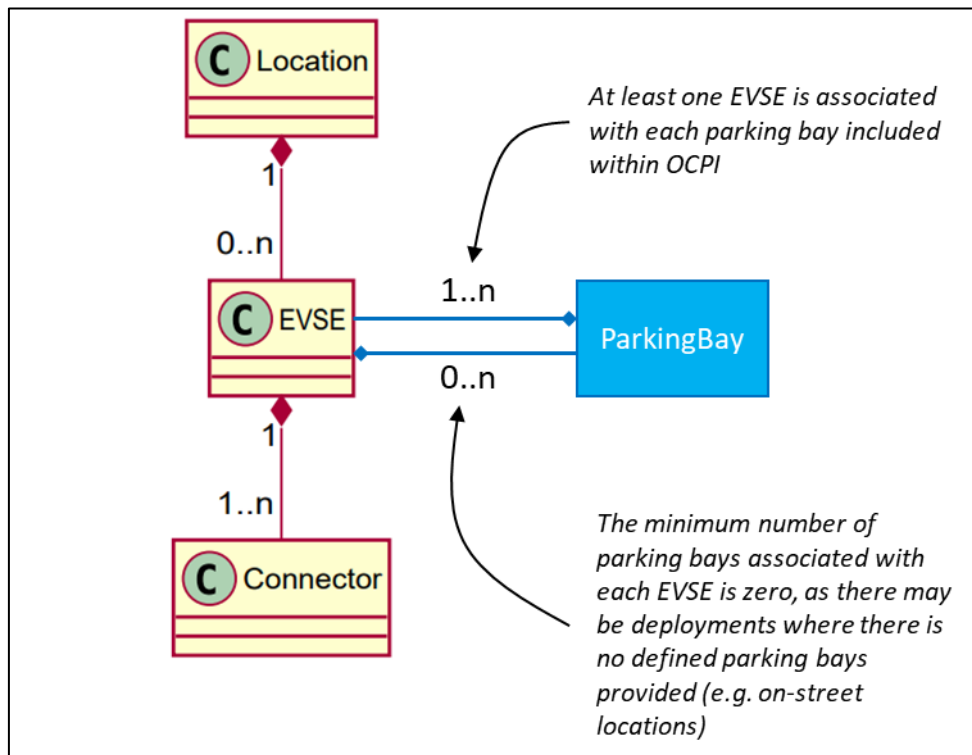 C Location
At least one EVSE is associated
with each parking bay included
within OCPI
1
0..n
C EVSE
1..n
ParkingBay
0..n
1
1..n
C Connector
The minimum number of
parking bays associated with
each EVSE is zero, as there may
be deployments where there is
no defined parking bays
provided (e.g. on-street
locations)